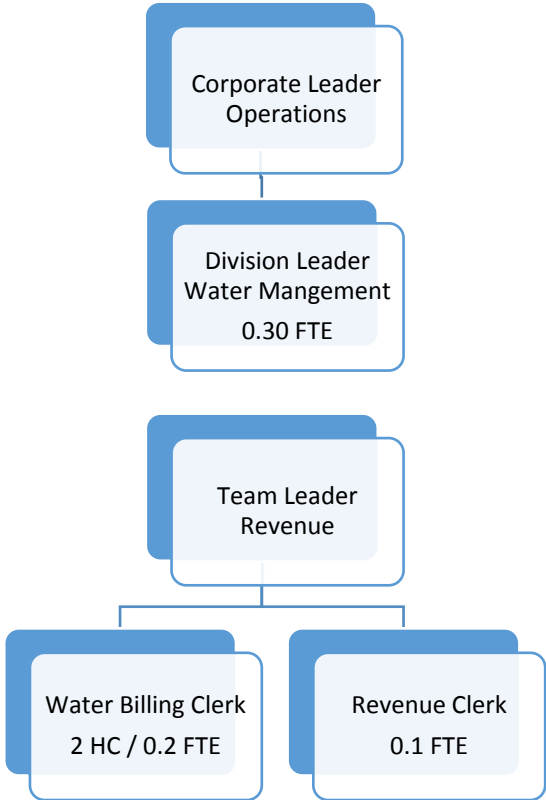 Corporate Leader
Operations
Division Leader
Water Mangement
0.30 FTE
Team Leader
Revenue
Water Billing Clerk
2 HC / 0.2 FTE
Revenue Clerk
0.1 FTE